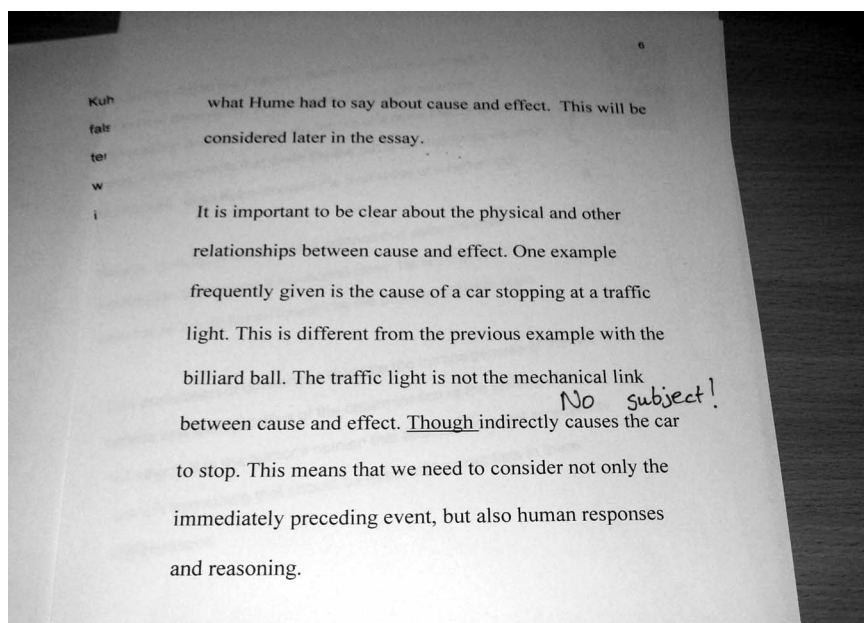 6
Kuh
fals
ter
w
i
what Hume had to say about cause and effect. This will be
considered later in the essay.
It is important to be clear about the physical and other
relationships between cause and effect. One example
frequently given is the cause of a car stopping at a traffic
light. This is different from the previous example with the
billiard ball. The traffic light is not the mechanical link
No subject!
between cause and effect. Though indirectly causes the car
to stop. This means that we need to consider not only the
immediately preceding event, but also human responses
and reasoning.